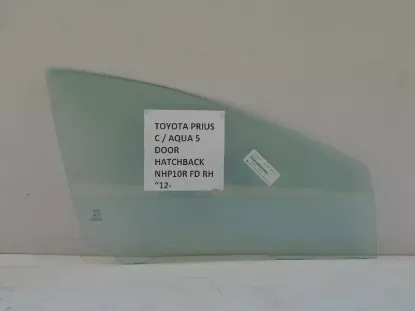 TOYOTA PRIUS
C / AQUA 5
DOOR
HATCHBACK
NHP10R FD RH
"12-